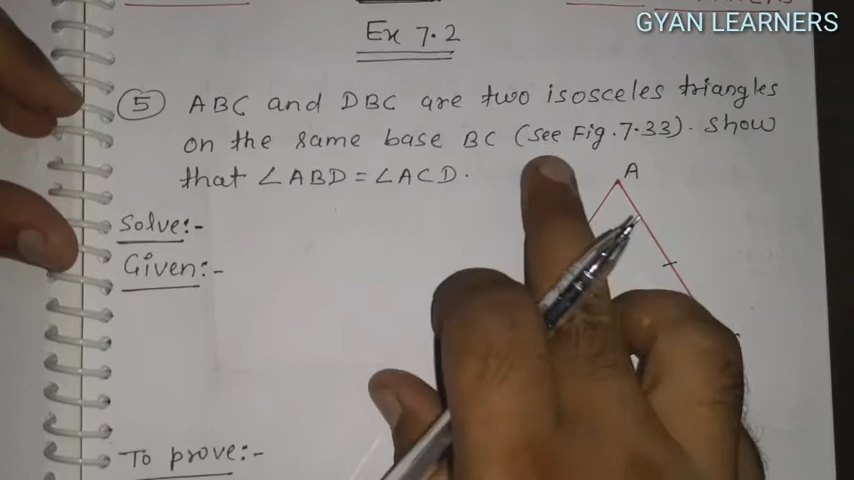 GYAN LEARNERS
Ex 7.2
5 ABC and DBC are two isosceles triangles
on the same base BC (see Fig. 7.33). Show
that ∠ABD = ∠ACD.
A
Solve:-
Given:-
To prove:-